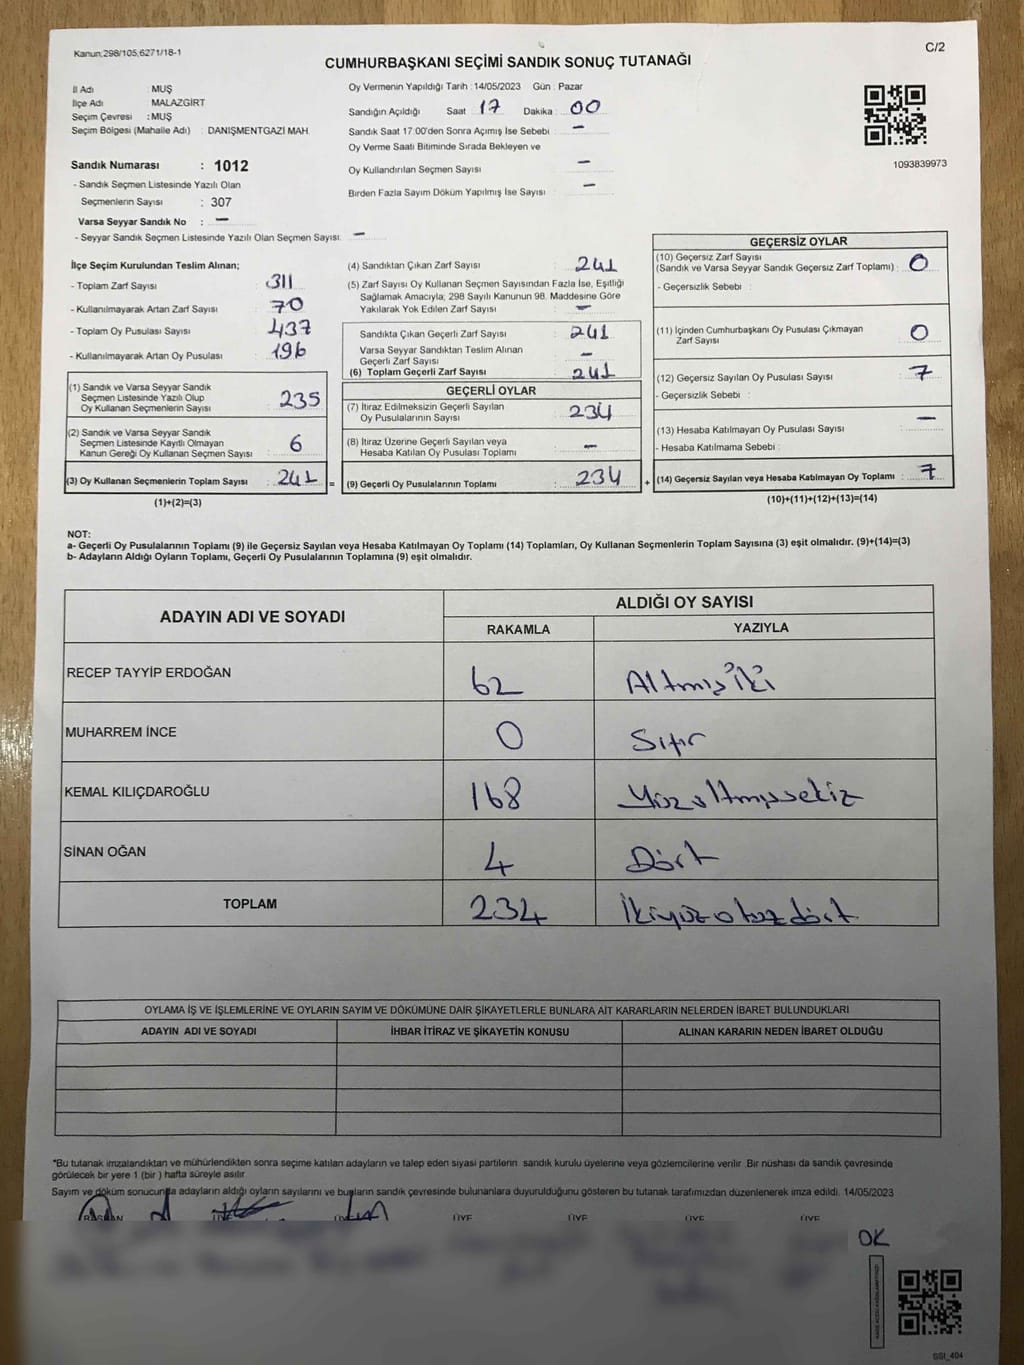 Kanun;298/105,6271/18-1
C/2
CUMHURBAŞKANI SEÇİMİ SANDIK SONUÇ TUTANAĞI
İl Adı : MUŞ
İlçe Adı MALAZGİRT
Seçim Çevresi : MUŞ
Seçim Bölgesi (Mahalle Adı) : DANİŞMENTGAZİ MAH.
Sandık Numarası : 1012
- Sandık Seçmen Listesinde Yazılı Olan
Seçmenlerin Sayısı : 307
Varsa Seyyar Sandık No : –
- Seyyar Sandık Seçmen Listesinde Yazılı Olan Seçmen Sayısı: –
Oy Vermenin Yapıldığı Tarih : 14/05/2023 Gün : Pazar
Sandığın Açıldığı Saat 17 Dakika : 00
Sandık Saat 17:00'den Sonra Açımış İse Sebebi : –
Oy Verme Saati Bitiminde Sırada Bekleyen ve
Oy Kullandırılan Seçmen Sayısı : –
Birden Fazla Sayım Döküm Yapılmış İse Sayısı : –
1093839973
İlçe Seçim Kurulundan Teslim Alınan;
- Toplam Zarf Sayısı : 311
- Kullanılmayarak Artan Zarf Sayısı : 70
- Toplam Oy Pusulası Sayısı : 437
- Kullanılmayarak Artan Oy Pusulası : 196
(1) Sandık ve Varsa Seyyar Sandık
Seçmen Listesinde Yazılı Olup
Oy Kullanan Seçmenlerin Sayısı : 235
(2) Sandık ve Varsa Seyyar Sandık
Seçmen Listesinde Kayıtlı Olmayan
Kanun Gereği Oy Kullanan Seçmen Sayısı : 6
(3) Oy Kullanan Seçmenlerin Toplam Sayısı : 241 =
(1)+(2)=(3)
(4) Sandıktan Çıkan Zarf Sayısı : 241
(5) Zarf Sayısı Oy Kullanan Seçmen Sayısından Fazla İse, Eşitliği
Sağlamak Amacıyla; 298 Sayılı Kanunun 98. Maddesine Göre
Yakılarak Yok Edilen Zarf Sayısı : –
Sandıkta Çıkan Geçerli Zarf Sayısı : 241
Varsa Seyyar Sandıktan Teslim Alınan
Geçerli Zarf Sayısı : –
(6) Toplam Geçerli Zarf Sayısı : 241
GEÇERLİ OYLAR
(7) İtiraz Edilmeksizin Geçerli Sayılan
Oy Pusulalarının Sayısı : 234
(8) İtiraz Üzerine Geçerli Sayılan veya
Hesaba Katılan Oy Pusulası Toplamı : –
(9) Geçerli Oy Pusulalarının Toplamı : 234 +
GEÇERSİZ OYLAR
(10) Geçersiz Zarf Sayısı
(Sandık ve Varsa Seyyar Sandık Geçersiz Zarf Toplamı) : 0
- Geçersizlik Sebebi :
(11) İçinden Cumhurbaşkanı Oy Pusulası Çıkmayan
Zarf Sayısı : 0
(12) Geçersiz Sayılan Oy Pusulası Sayısı : 7
- Geçersizlik Sebebi :
(13) Hesaba Katılmayan Oy Pusulası Sayısı : –
- Hesaba Katılmama Sebebi :
(14) Geçersiz Sayılan veya Hesaba Katılmayan Oy Toplamı : 7
(10)+(11)+(12)+(13)=(14)
NOT:
a- Geçerli Oy Pusulalarının Toplamı (9) ile Geçersiz Sayılan veya Hesaba Katılmayan Oy Toplamı (14) Toplamları, Oy Kullanan Seçmenlerin Toplam Sayısına (3) eşit olmalıdır. (9)+(14)=(3)
b- Adayların Aldığı Oyların Toplamı, Geçerli Oy Pusulalarının Toplamına (9) eşit olmalıdır.
ADAYIN ADI VE SOYADI
ALDIĞI OY SAYISI
RAKAMLA YAZIYLA
RECEP TAYYİP ERDOĞAN 62 Altmış iki
MUHARREM İNCE 0 Sıfır
KEMAL KILIÇDAROĞLU 168 Yüzaltmışsekiz
SİNAN OĞAN 4 Dört
TOPLAM 234 İkiyüzotuzdört
OYLAMA İŞ VE İŞLEMLERİNE VE OYLARIN SAYIM VE DÖKÜMÜNE DAİR ŞİKAYETLERLE BUNLARA AİT KARARLARIN NELERDEN İBARET BULUNDUKLARI
ADAYIN ADI VE SOYADI İHBAR İTİRAZ VE ŞİKAYETİN KONUSU ALINAN KARARIN NEDEN İBARET OLDUĞU
*Bu tutanak imzalandıktan ve mühürlendikten sonra seçime katılan adayların ve talep eden siyasi partilerin sandık kurulu üyelerine veya gözlemcilerine verilir. Bir nüshası da sandık çevresinde
görülecek bir yere 1 (bir ) hafta süreyle asılır.
Sayım ve döküm sonucunda adayların aldığı oyların sayılarını ve bunların sandık çevresinde bulunanlara duyurulduğunu gösteren bu tutanak tarafımızdan düzenlenerek imza edildi. 14/05/2023
BAŞKAN ÜYE ÜYE ÜYE ÜYE ÜYE ÜYE
OK
SSI_404